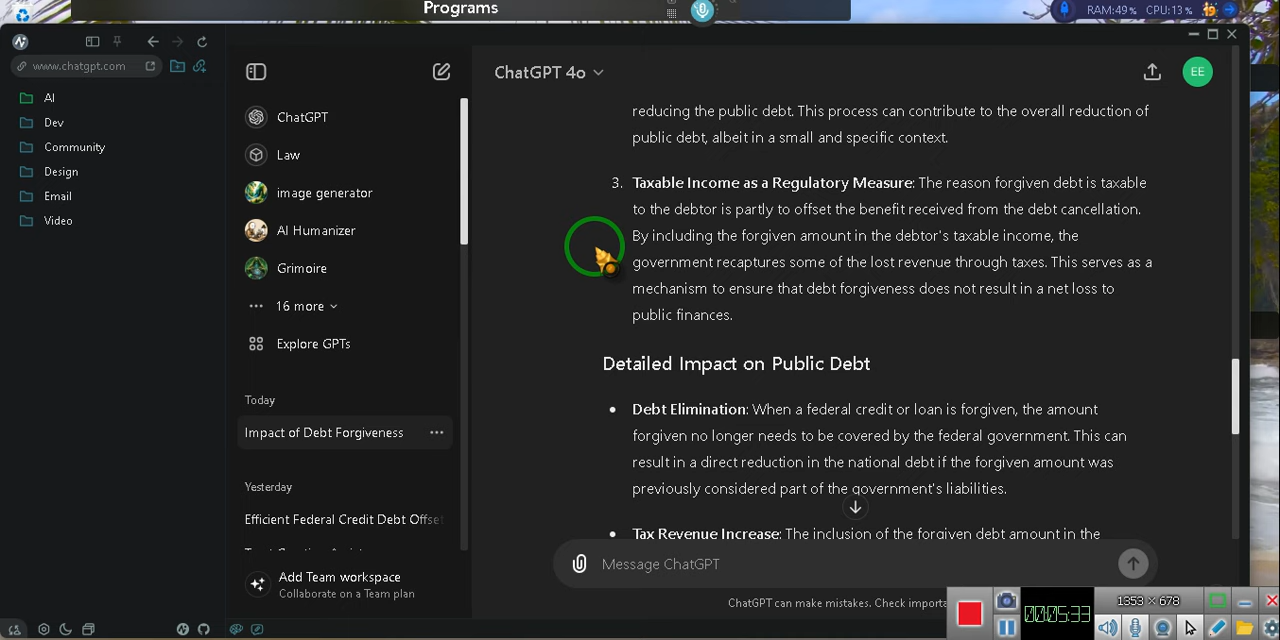 Programs
RAM:49% CPU:13%
www.chatgpt.com
AI
Dev
Community
Design
Email
Video
ChatGPT
Law
image generator
AI Humanizer
Grimoire
16 more
Explore GPTs
Today
Impact of Debt Forgiveness
Yesterday
Efficient Federal Credit Debt Offset
Add Team workspace
Collaborate on a Team plan
ChatGPT 4o
EE
reducing the public debt. This process can contribute to the overall reduction of
public debt, albeit in a small and specific context.
3. Taxable Income as a Regulatory Measure: The reason forgiven debt is taxable
to the debtor is partly to offset the benefit received from the debt cancellation.
By including the forgiven amount in the debtor's taxable income, the
government recaptures some of the lost revenue through taxes. This serves as a
mechanism to ensure that debt forgiveness does not result in a net loss to
public finances.
Detailed Impact on Public Debt
• Debt Elimination: When a federal credit or loan is forgiven, the amount
forgiven no longer needs to be covered by the federal government. This can
result in a direct reduction in the national debt if the forgiven amount was
previously considered part of the government's liabilities.
• Tax Revenue Increase: The inclusion of the forgiven debt amount in the
Message ChatGPT
ChatGPT can make mistakes. Check importa
1353 × 678
00:05:33